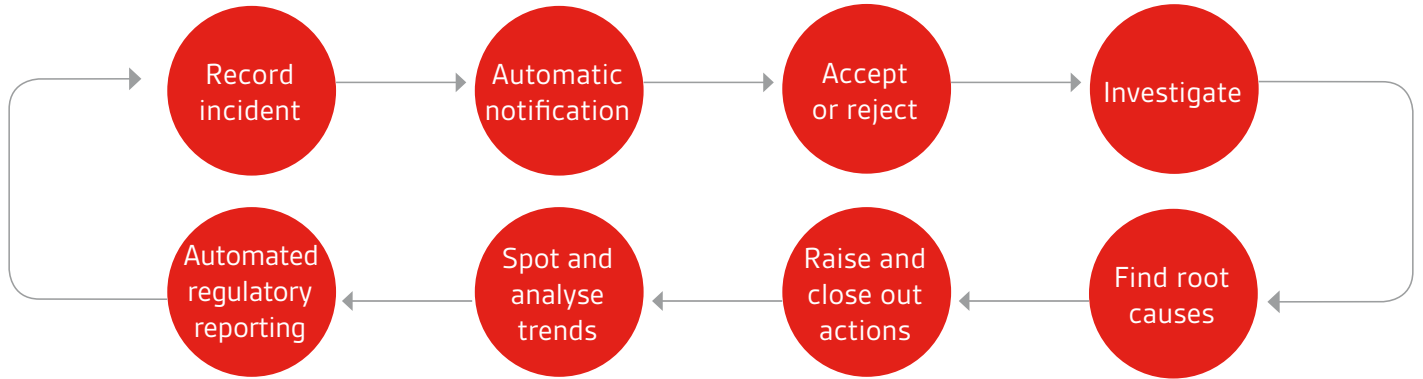 Record
incident
Automatic
notification
Accept
or reject
Investigate
Automated
regulatory
reporting
Spot and
analyse
trends
Raise and
close out
actions
Find root
causes